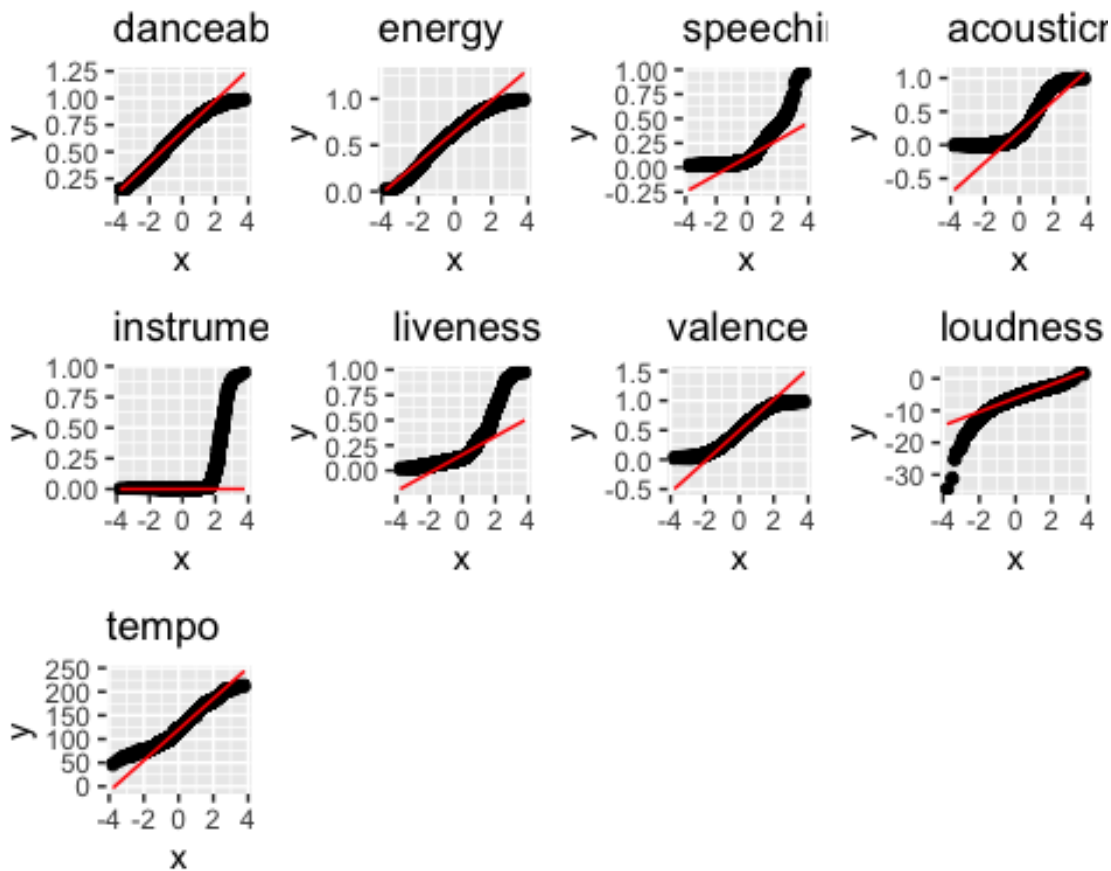 danceab
1.25
1.00
0.75
0.50
0.25
y
-4 -2 0 2 4
x
energy
1.0
0.5
0.0
y
-4 -2 0 2 4
x
speechi
1.00
0.75
0.50
0.25
0.00
-0.25
y
-4 -2 0 2 4
x
acousticr
1.0
0.5
0.0
-0.5
y
-4 -2 0 2 4
x
instrume
1.00
0.75
0.50
0.25
0.00
y
-4 -2 0 2 4
x
liveness
1.00
0.75
0.50
0.25
0.00
y
-4 -2 0 2 4
x
valence
1.5
1.0
0.5
0.0
-0.5
y
-4 -2 0 2 4
x
loudness
0
-10
-20
-30
y
-4 -2 0 2 4
x
tempo
250
200
150
100
50
0
y
-4 -2 0 2 4
x